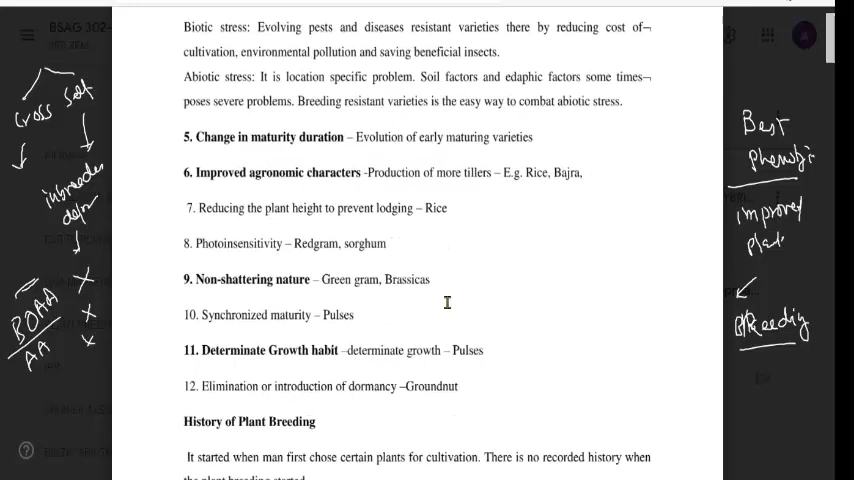 BSAG 302-
Biotic stress: Evolving pests and diseases resistant varieties there by reducing cost of¬
cultivation, environmental pollution and saving beneficial insects.
Abiotic stress: It is location specific problem. Soil factors and edaphic factors some times¬
poses severe problems. Breeding resistant varieties is the easy way to combat abiotic stress.
5. Change in maturity duration – Evolution of early maturing varieties
6. Improved agronomic characters -Production of more tillers – E.g. Rice, Bajra,
7. Reducing the plant height to prevent lodging – Rice
8. Photoinsensitivity – Redgram, sorghum
9. Non-shattering nature – Green gram, Brassicas
10. Synchronized maturity – Pulses
11. Determinate Growth habit –determinate growth – Pulses
12. Elimination or introduction of dormancy –Groundnut
History of Plant Breeding
It started when man first chose certain plants for cultivation. There is no recorded history when
the plant breeding started.
Cross Self
X
BOAA X
AA X
Best
improved
Breeding
A